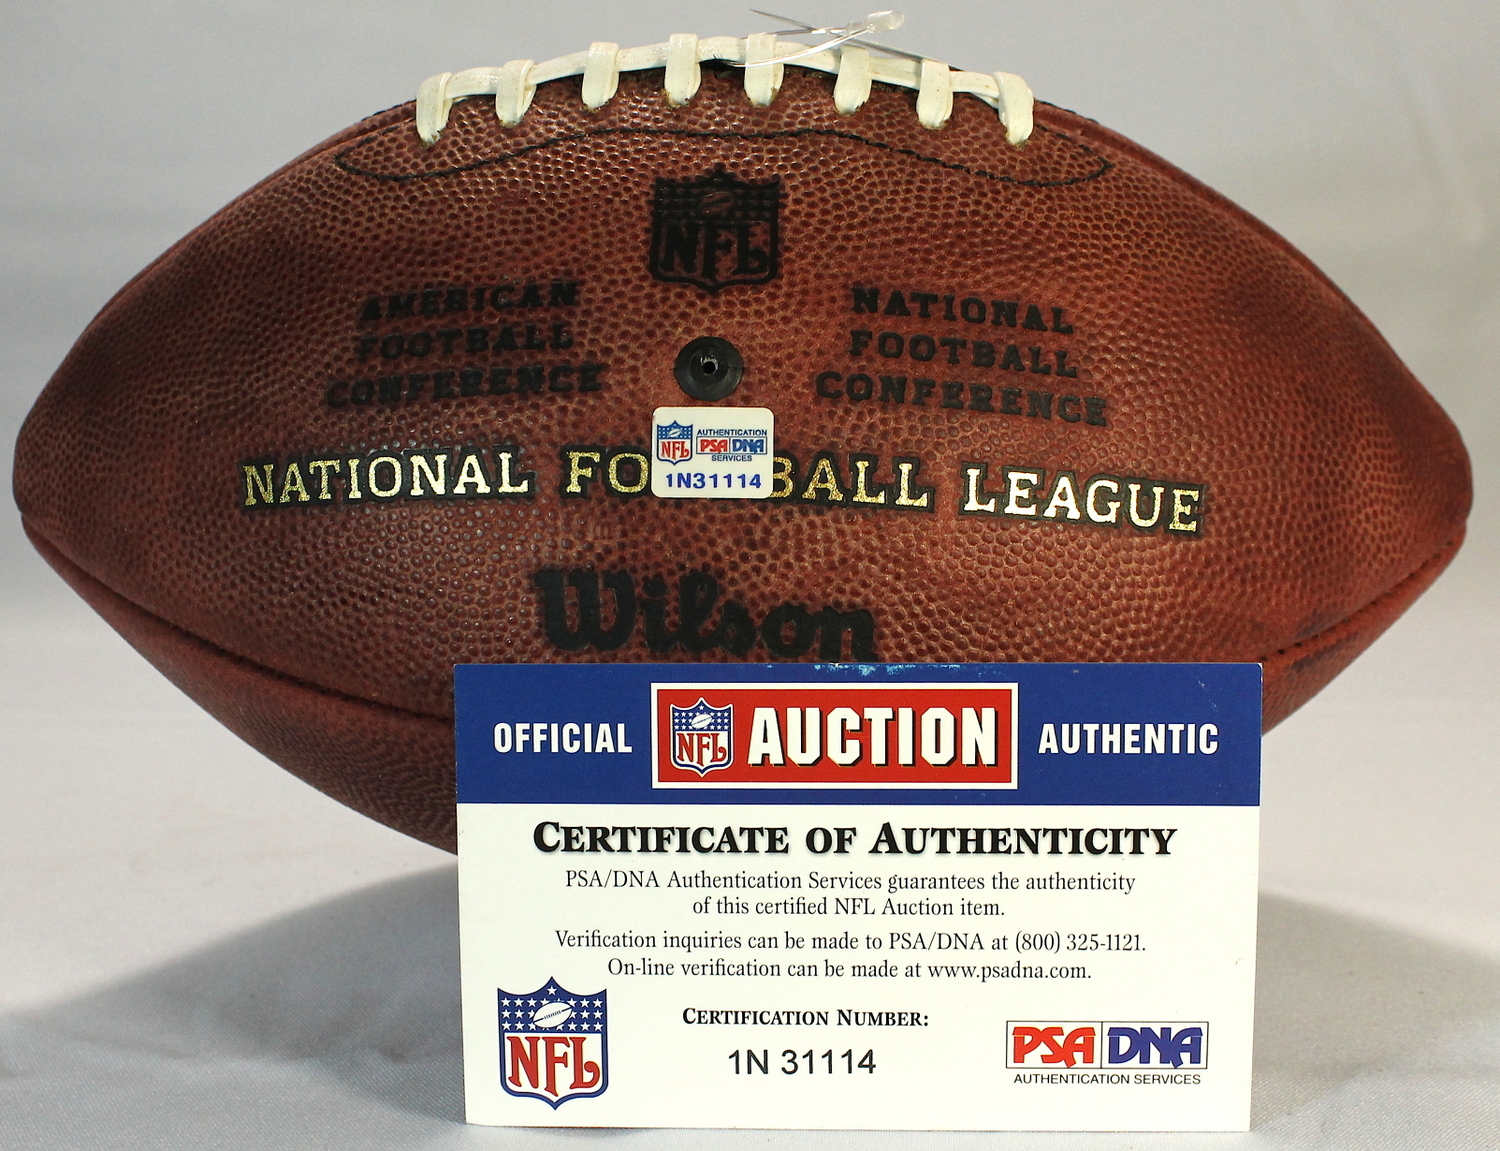 NFL
AMERICAN
FOOTBALL
CONFERENCE
NATIONAL
FOOTBALL
CONFERENCE
NFL
AUTHENTICATION
PSA DNA
SERVICES
1N31114
NATIONAL FO BALL LEAGUE
Wilson
OFFICIAL
NFL
AUCTION
AUTHENTIC
CERTIFICATE OF AUTHENTICITY
PSA/DNA Authentication Services guarantees the authenticity
of this certified NFL Auction item.
Verification inquiries can be made to PSA/DNA at (800) 325-1121.
On-line verification can be made at www.psadna.com.
NFL
CERTIFICATION NUMBER:
1N 31114
PSA DNA
AUTHENTICATION SERVICES